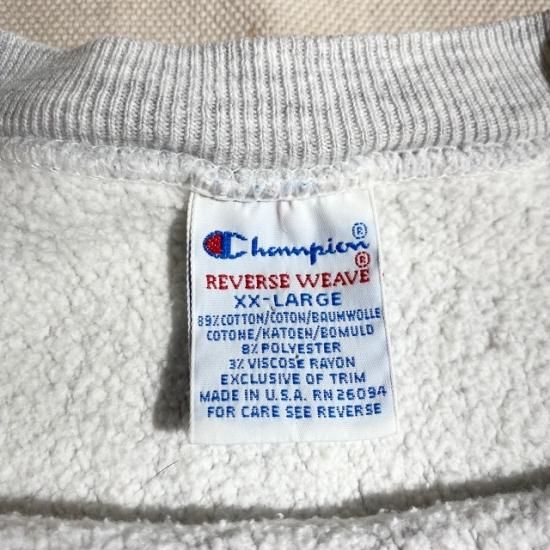 Champion®
REVERSE WEAVE®
XX-LARGE
89% COTTON/COTON/BAUMWOLLE
COTONE/KATOEN/BOMULD
8% POLYESTER
3% VISCOSE RAYON
EXCLUSIVE OF TRIM
MADE IN U.S.A. RN 26094
FOR CARE SEE REVERSE